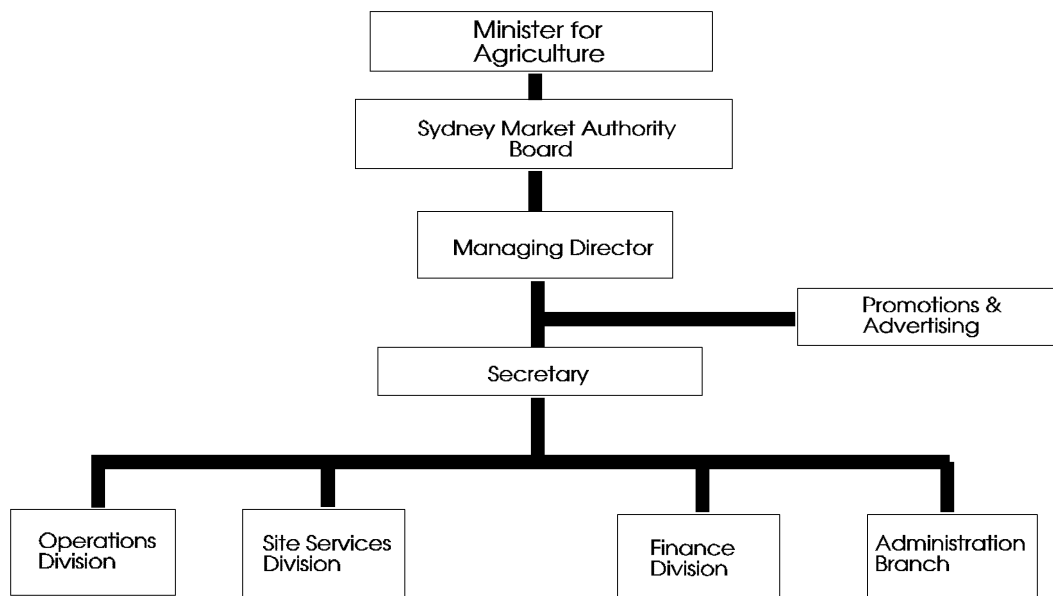 Minister for
Agriculture
Sydney Market Authority
Board
Managing Director
Promotions &
Advertising
Secretary
Operations
Division
Site Services
Division
Finance
Division
Administration
Branch